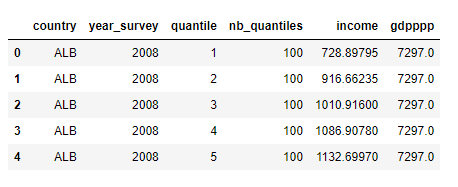 country year_survey quantile nb_quantiles income gdpppp
0 ALB 2008 1 100 728.89795 7297.0
1 ALB 2008 2 100 916.66235 7297.0
2 ALB 2008 3 100 1010.91600 7297.0
3 ALB 2008 4 100 1086.90780 7297.0
4 ALB 2008 5 100 1132.69970 7297.0